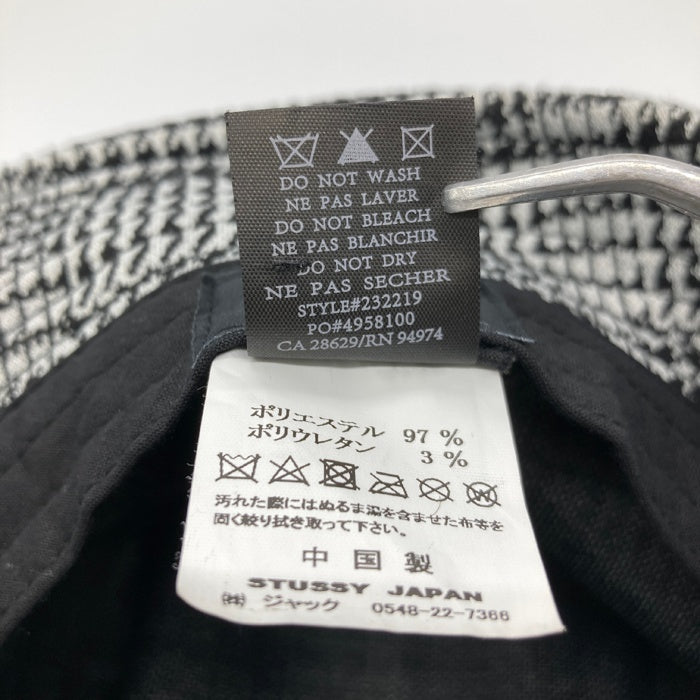 DO NOT WASH
NE PAS LAVER
DO NOT BLEACH
NE PAS BLANCHIR
DO NOT DRY
NE PAS SECHER
STYLE#232219
PO#4958100
CA 28629/RN 94974
ポリエステル 97 %
ポリウレタン 3 %
汚れた際にはぬるま湯を含ませた布等を
固く絞り拭き取って下さい。
中国製
STUSSY JAPAN
㈱ ジャック 0548-22-7366